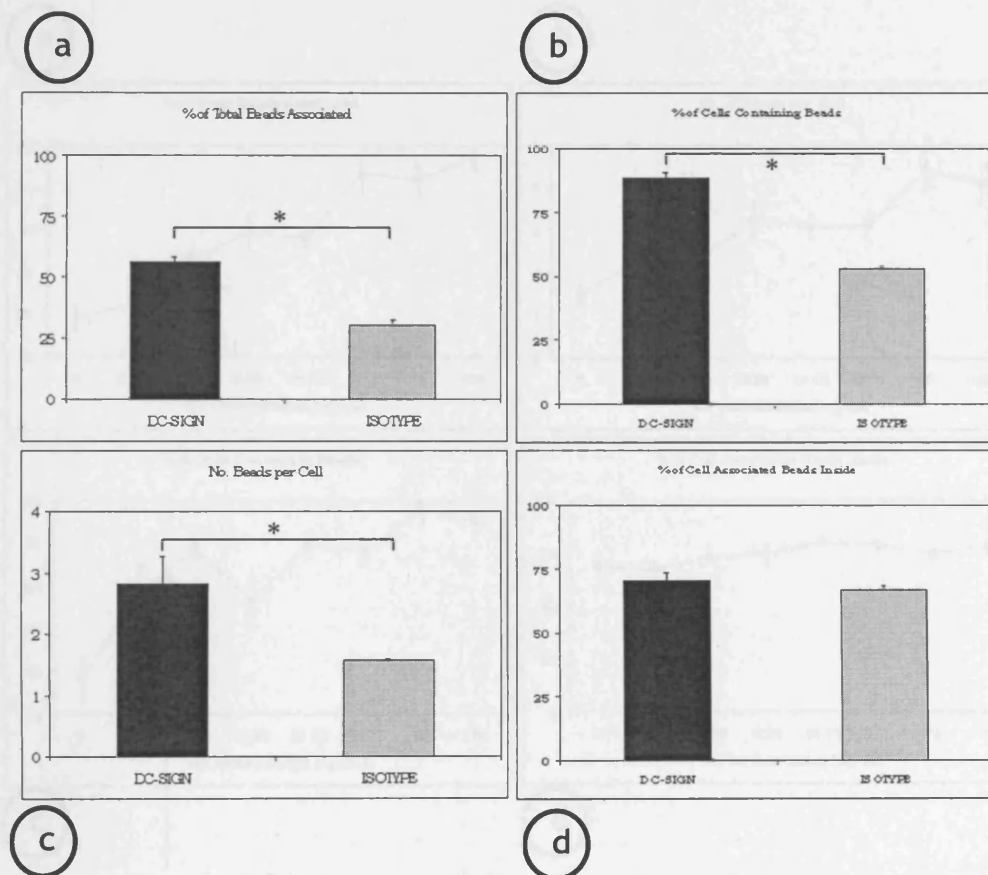 a
b
% of Total Beads Associated
100
75
50
25
0
*
DC-SIGN ISOTYPE
% of Cells Containing Beads
100
75
50
25
0
*
DC-SIGN ISOTYPE
No. Beads per Cell
4
3
2
1
0
*
DC-SIGN ISOTYPE
% of Cell Associated Beads Inside
100
75
50
25
0
DC-SIGN ISOTYPE
c
d